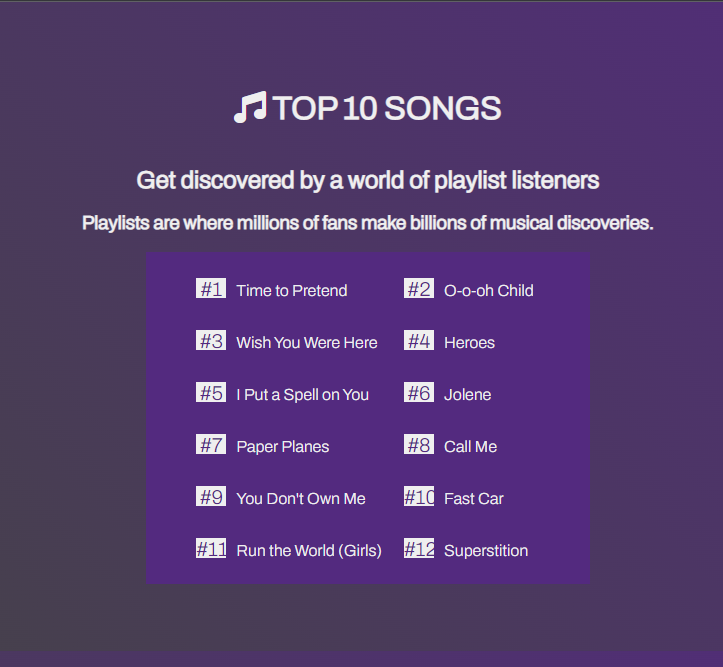 TOP 10 SONGS
Get discovered by a world of playlist listeners
Playlists are where millions of fans make billions of musical discoveries.
#1 Time to Pretend #2 O-o-oh Child
#3 Wish You Were Here #4 Heroes
#5 I Put a Spell on You #6 Jolene
#7 Paper Planes #8 Call Me
#9 You Don't Own Me #10 Fast Car
#11 Run the World (Girls) #12 Superstition